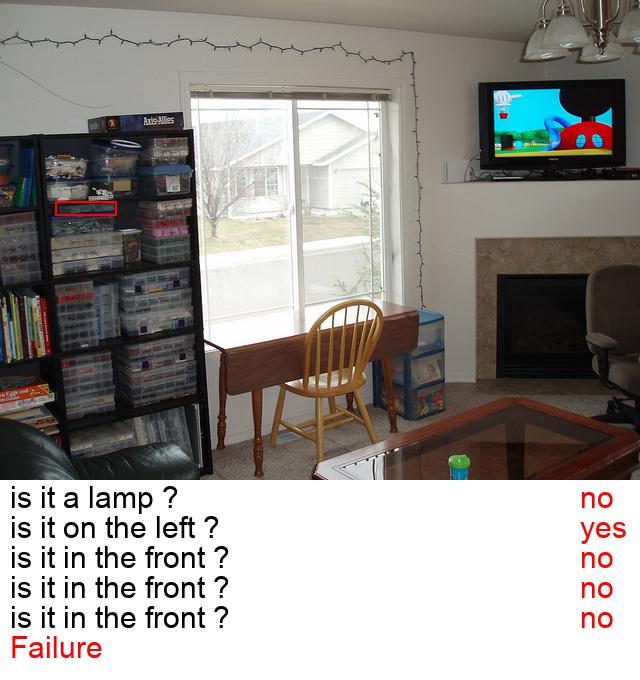 Axis&Allies
is it a lamp ? no
is it on the left ? yes
is it in the front ? no
is it in the front ? no
is it in the front ? no
Failure